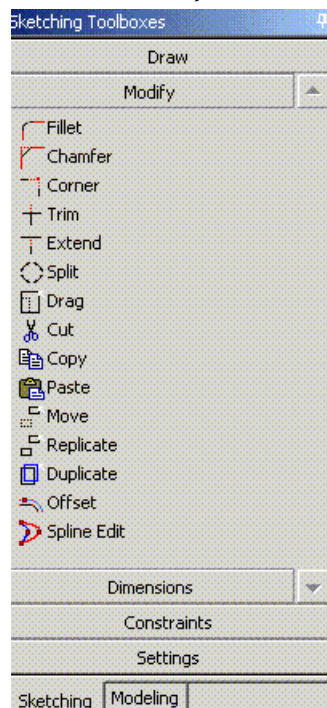 Sketching Toolboxes
Draw
Modify
Fillet
Chamfer
Corner
Trim
Extend
Split
Drag
Cut
Copy
Paste
Move
Replicate
Duplicate
Offset
Spline Edit
Dimensions
Constraints
Settings
Sketching Modeling